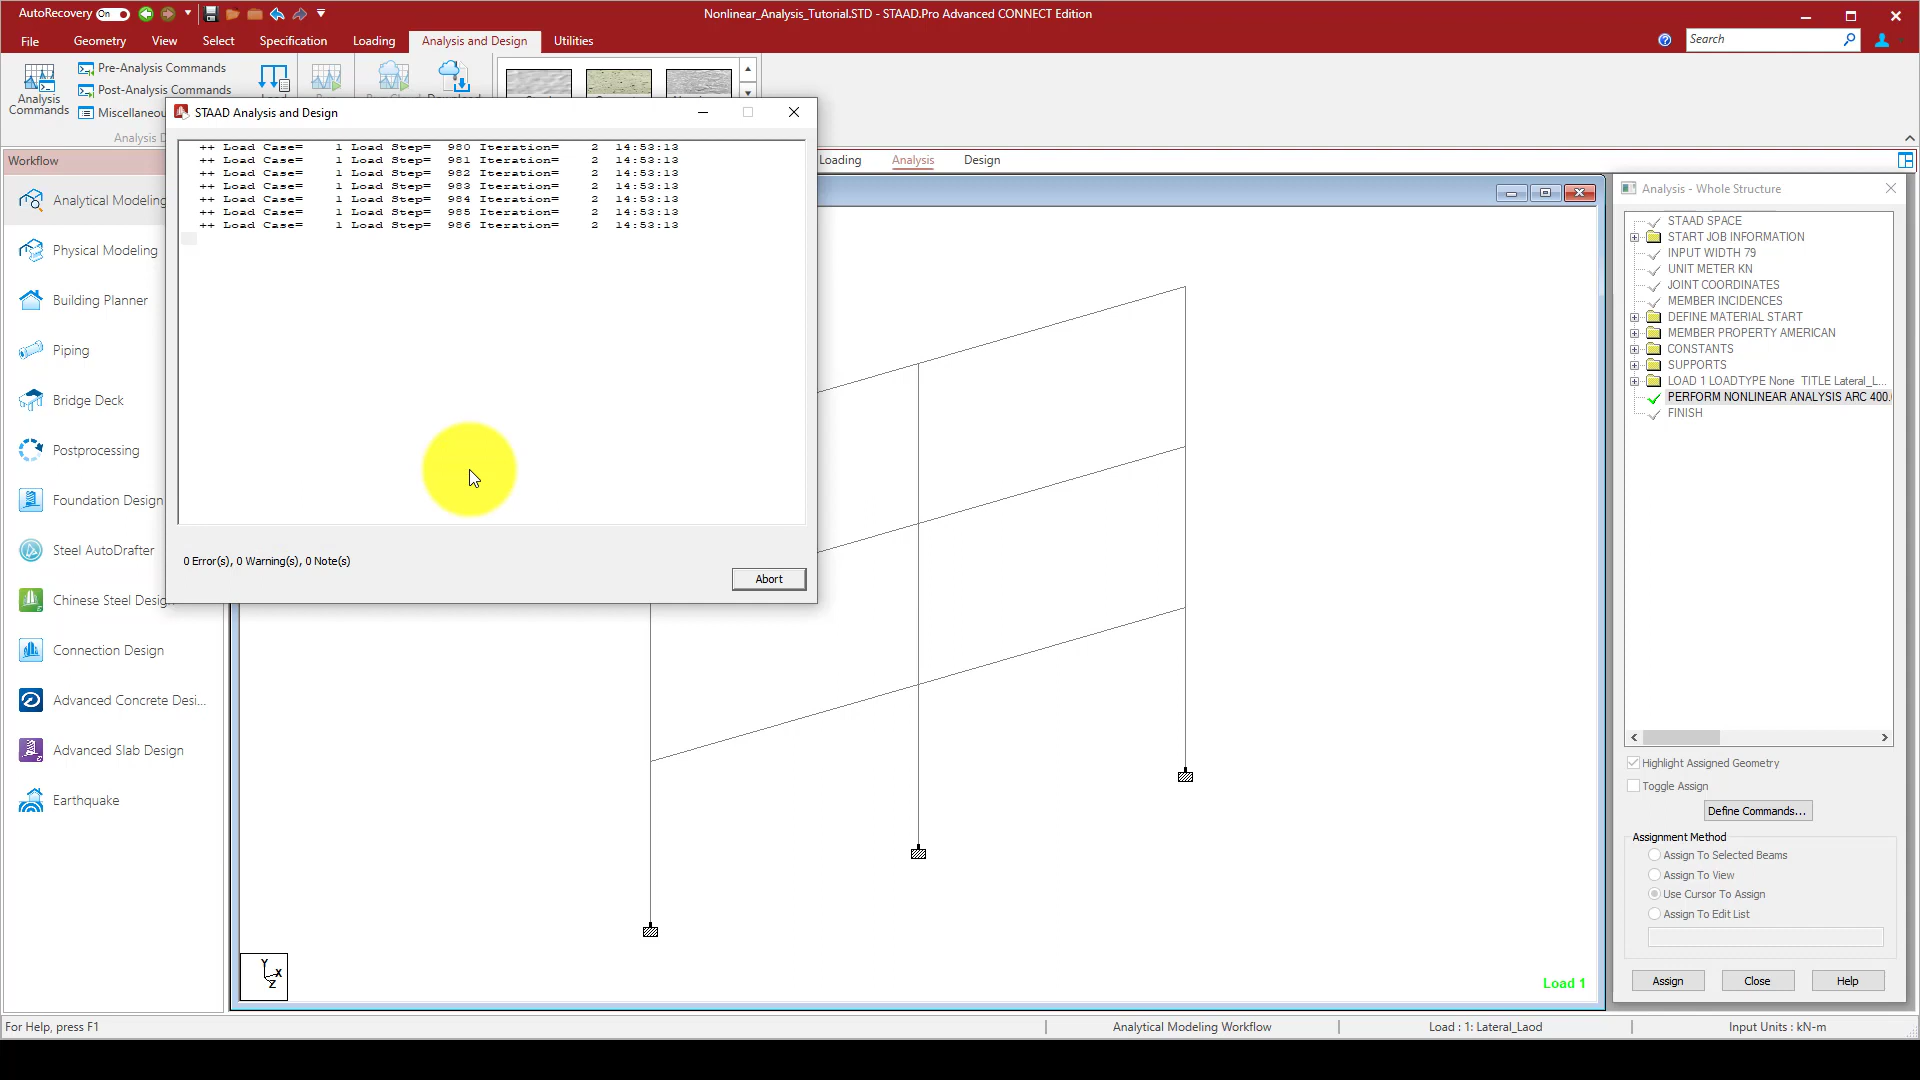 AutoRecovery On
Nonlinear_Analysis_Tutorial.STD - STAAD.Pro Advanced CONNECT Edition
File
Geometry
View
Select
Specification
Loading
Analysis and Design
Utilities
Search
Analysis Commands
Pre-Analysis Commands
Post-Analysis Commands
Miscellaneou
Analysis D
STAAD Analysis and Design
++ Load Case= 1 Load Step= 980 Iteration= 2 14:53:13
++ Load Case= 1 Load Step= 981 Iteration= 2 14:53:13
++ Load Case= 1 Load Step= 982 Iteration= 2 14:53:13
++ Load Case= 1 Load Step= 983 Iteration= 2 14:53:13
++ Load Case= 1 Load Step= 984 Iteration= 2 14:53:13
++ Load Case= 1 Load Step= 985 Iteration= 2 14:53:13
++ Load Case= 1 Load Step= 986 Iteration= 2 14:53:13
0 Error(s), 0 Warning(s), 0 Note(s)
Abort
Workflow
Analytical Modeling
Physical Modeling
Building Planner
Piping
Bridge Deck
Postprocessing
Foundation Design
Steel AutoDrafter
Chinese Steel Desig
Connection Design
Advanced Concrete Desi...
Advanced Slab Design
Earthquake
Loading
Analysis
Design
Y
X
Z
Load 1
Analysis - Whole Structure
STAAD SPACE
START JOB INFORMATION
INPUT WIDTH 79
UNIT METER KN
JOINT COORDINATES
MEMBER INCIDENCES
DEFINE MATERIAL START
MEMBER PROPERTY AMERICAN
CONSTANTS
SUPPORTS
LOAD 1 LOADTYPE None TITLE Lateral_L...
PERFORM NONLINEAR ANALYSIS ARC 400.
FINISH
Highlight Assigned Geometry
Toggle Assign
Define Commands...
Assignment Method
Assign To Selected Beams
Assign To View
Use Cursor To Assign
Assign To Edit List
Assign
Close
Help
For Help, press F1
Analytical Modeling Workflow
Load : 1: Lateral_Laod
Input Units : kN-m